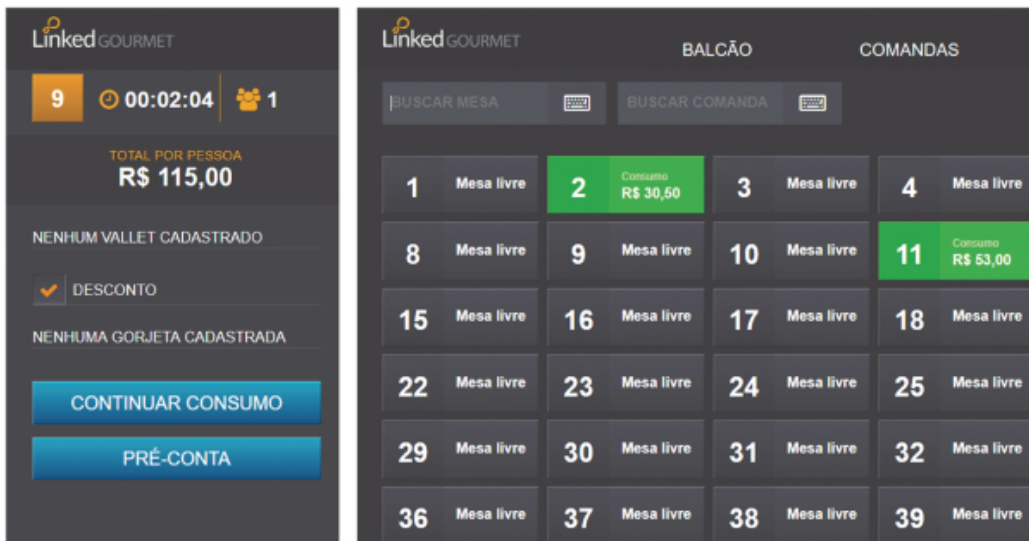 Linked GOURMET
9 00:02:04 1
TOTAL POR PESSOA
R$ 115,00
NENHUM VALLET CADASTRADO
DESCONTO
NENHUMA GORJETA CADASTRADA
CONTINUAR CONSUMO
PRÉ-CONTA
Linked GOURMET
BALCÃO COMANDAS
BUSCAR MESA BUSCAR COMANDA
1 Mesa livre 2 Consumo R$ 30,50 3 Mesa livre 4 Mesa livre
8 Mesa livre 9 Mesa livre 10 Mesa livre 11 Consumo R$ 53,00
15 Mesa livre 16 Mesa livre 17 Mesa livre 18 Mesa livre
22 Mesa livre 23 Mesa livre 24 Mesa livre 25 Mesa livre
29 Mesa livre 30 Mesa livre 31 Mesa livre 32 Mesa livre
36 Mesa livre 37 Mesa livre 38 Mesa livre 39 Mesa livre